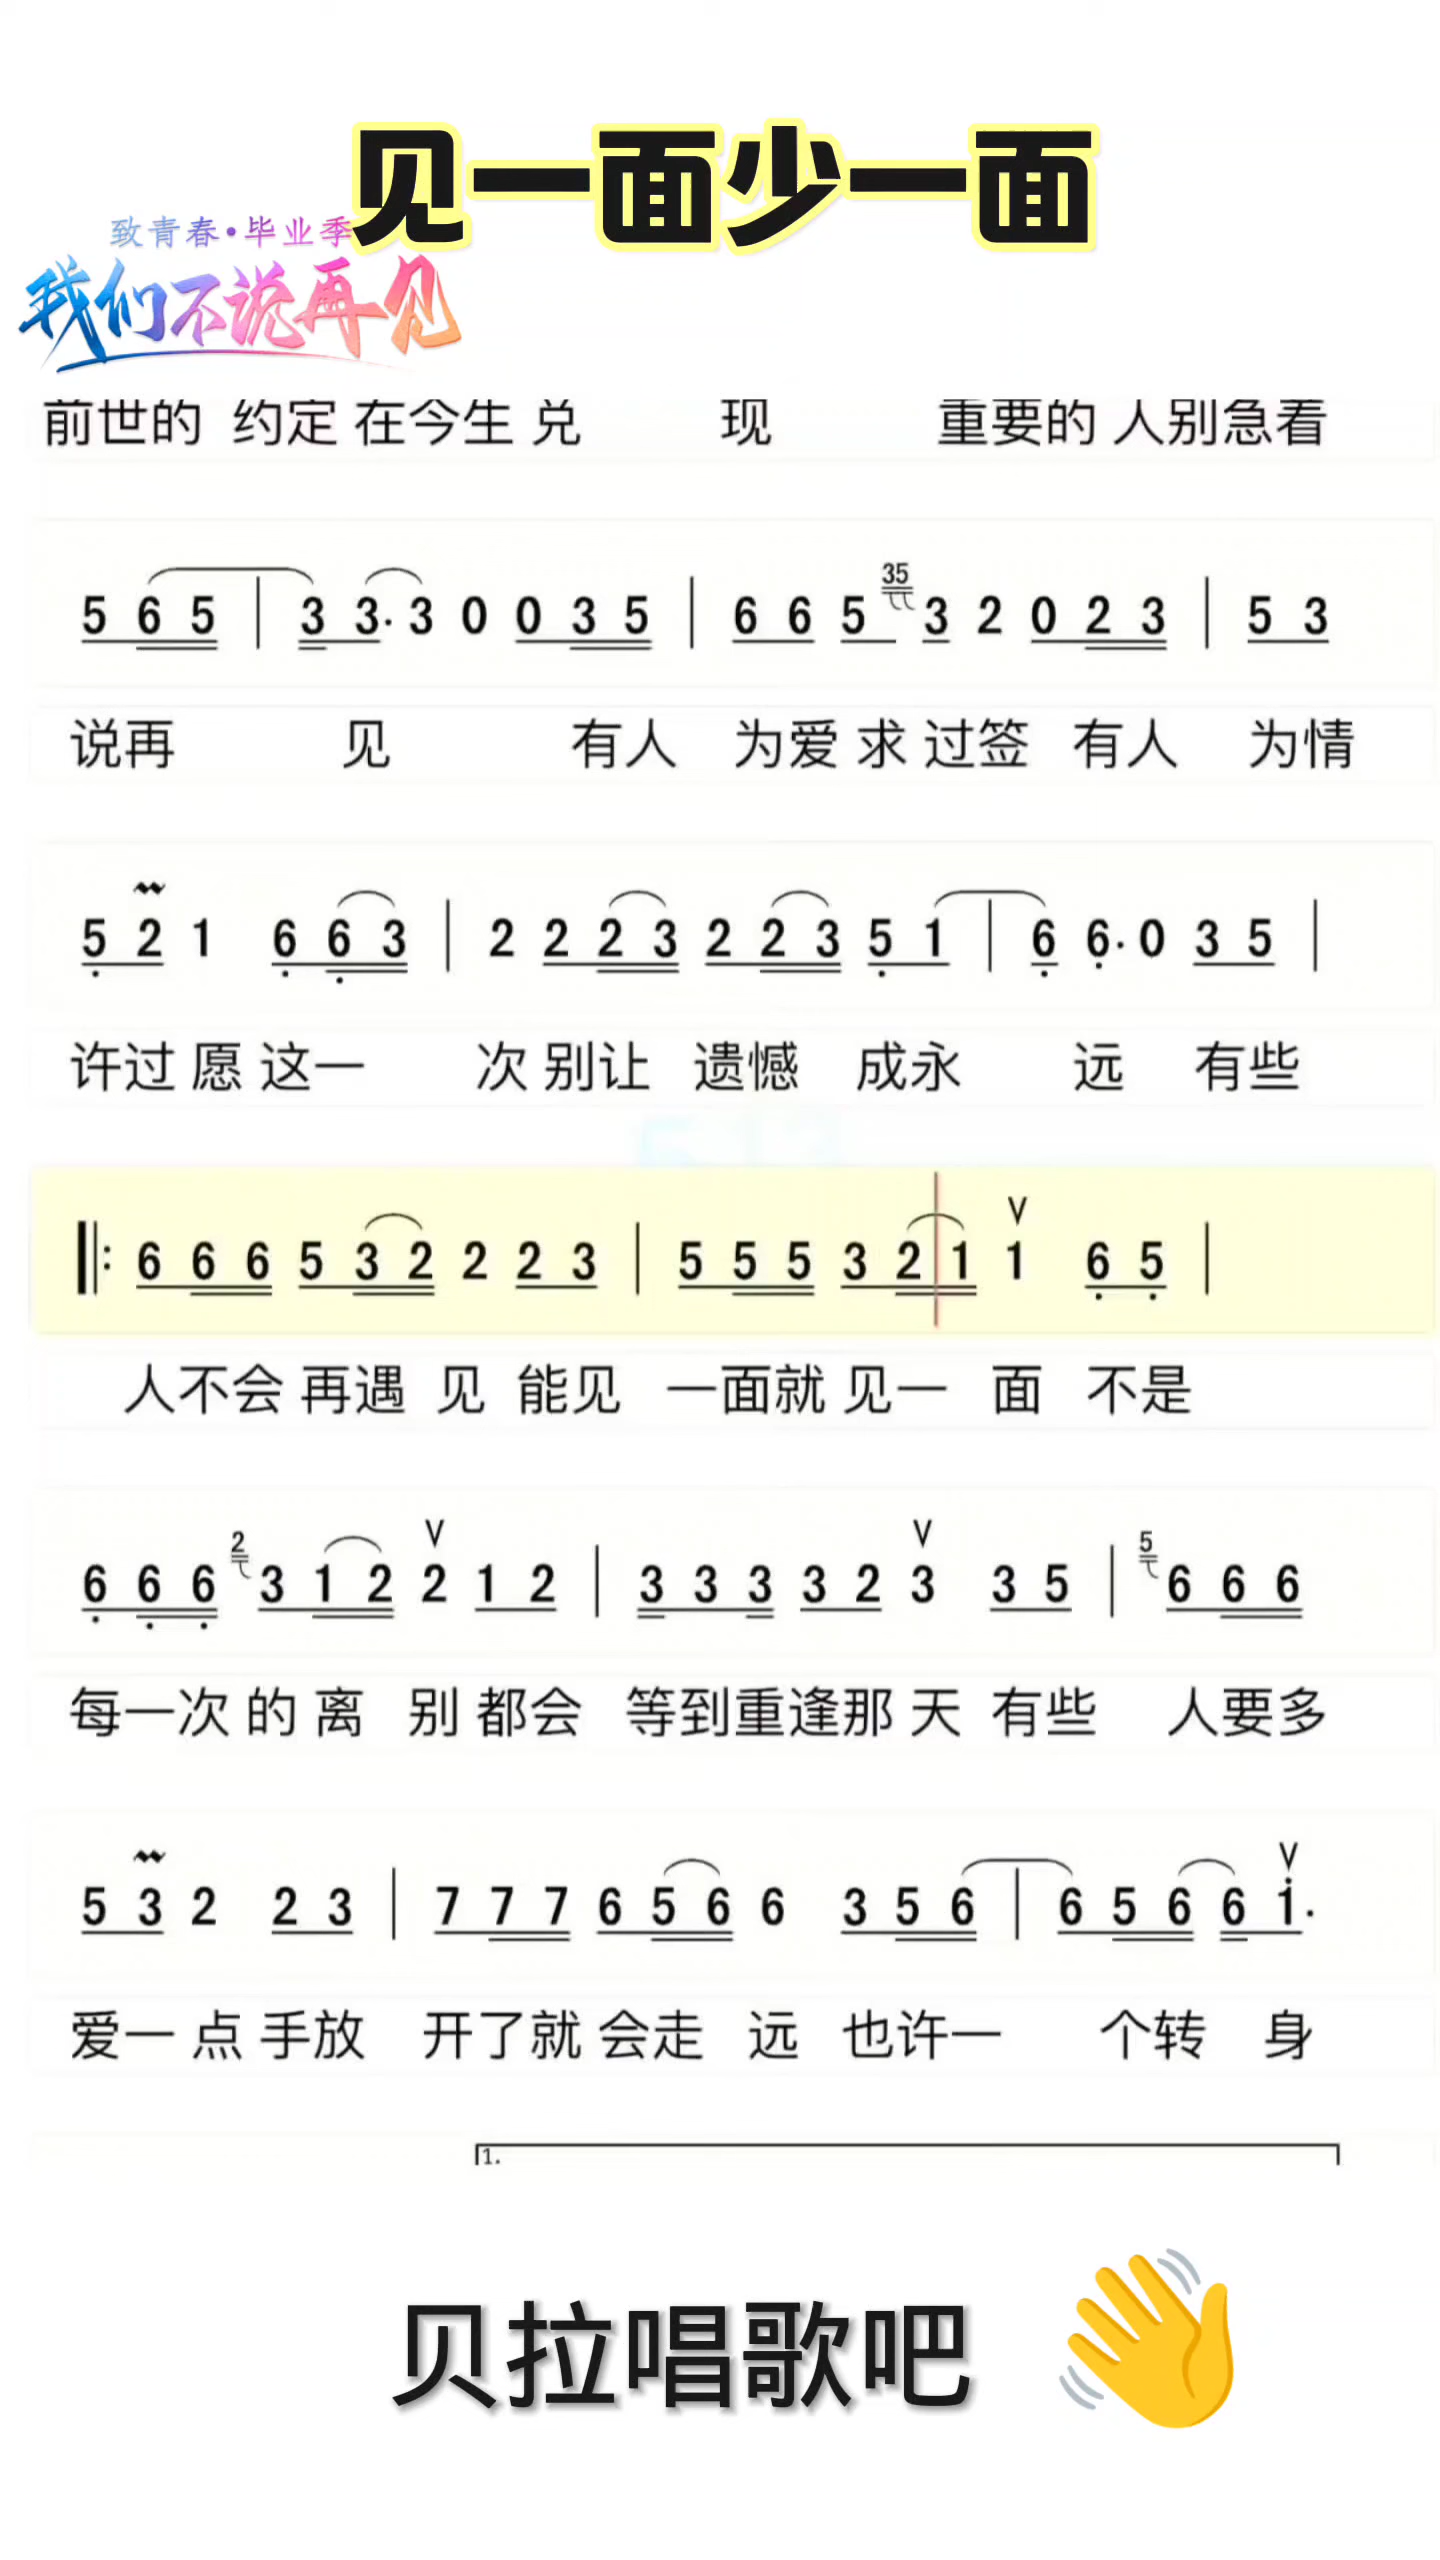 见一面少一面
致青春•毕业季
我们不说再见
前世的 约定 在今生 兑 现 重要的 人别急看
35
5 6 5 | 3 3· 3 0 0 3 5 | 6 6 5 3 2 0 2 3 | 5 3
说再 见 有人 为爱 求 过签 有人 为情
5 2 1 6 6 3 | 2 2 2 3 2 2 3 5 1 | 6 6· 0 3 5 |
许过 愿 这一 次 别让 遗憾 成永 远 有些
‖: 6 6 6 5 3 2 2 2 3 | 5 5 5 3 2 1 1 6 5 |
人不会 再遇 见 能见 一面就 见一 面 不是
2 5
6 6 6 3 1 2 2 1 2 | 3 3 3 3 2 3 3 5 | 6 6 6
每一次 的 离 别 都会 等到重逢那 天 有些 人要多
5 3 2 2 3 | 7 7 7 6 5 6 6 3 5 6 | 6 5 6 6 1·
爱一 点 手放 开了就 会走 远 也许一 个转 身
1.
贝拉唱歌吧